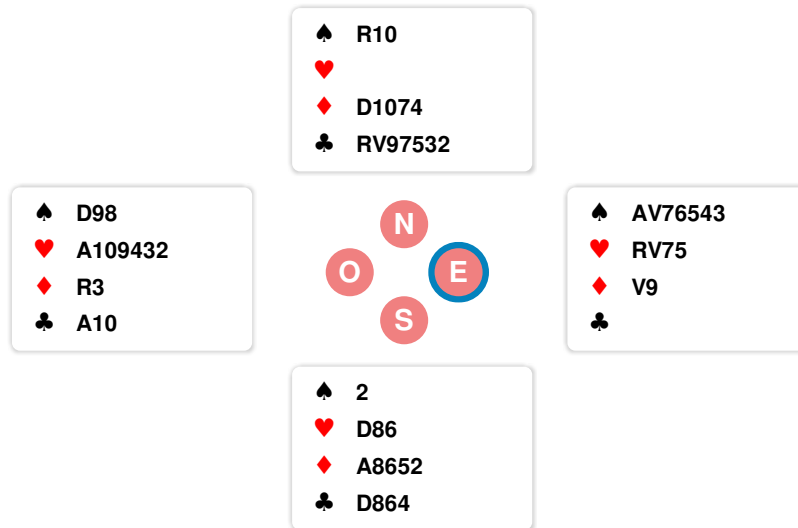 ♠ R10
♥
♦ D1074
♣ RV97532
♠ D98
♥ A109432
♦ R3
♣ A10
N
O E
S
♠ AV76543
♥ RV75
♦ V9
♣
♠ 2
♥ D86
♦ A8652
♣ D864